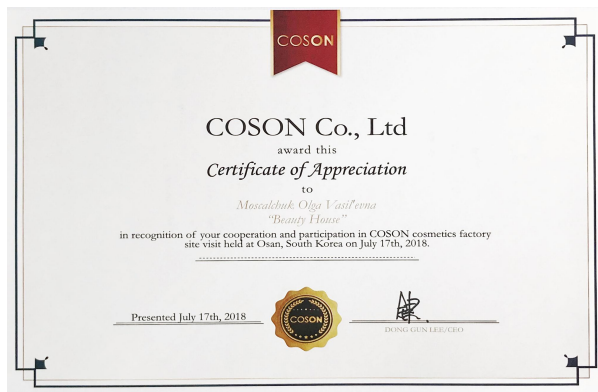 COSON
COSON Co., Ltd
award this
Certificate of Appreciation
to
Moscalchuk Olga Vasil'evna
“Beauty House”
in recognition of your cooperation and participation in COSON cosmetics factory
site visit held at Osan, South Korea on July 17th, 2018.
Presented July 17th, 2018
COSON
DONG GUN LEE/CEO